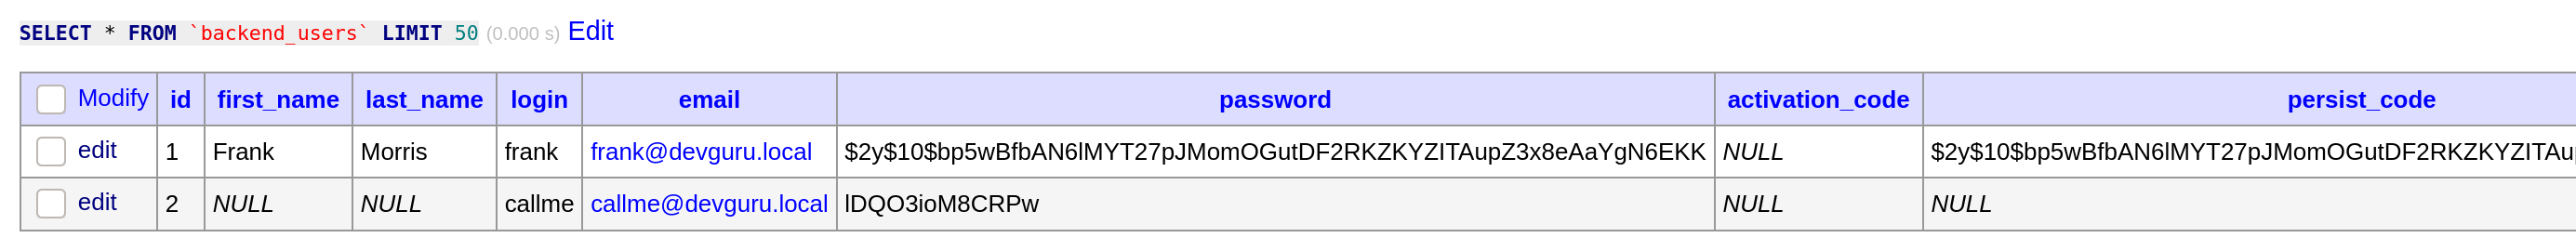 SELECT * FROM `backend_users` LIMIT 50 (0.000 s) Edit
Modify id first_name last_name login email password activation_code persist_code
edit 1 Frank Morris frank frank@devguru.local $2y$10$bp5wBfbAN6lMYT27pJMomOGutDF2RKZKYZITAupZ3x8eAaYgN6EKK NULL $2y$10$bp5wBfbAN6lMYT27pJMomOGutDF2RKZKYZITAu
edit 2 NULL NULL callme callme@devguru.local lDQO3ioM8CRPw NULL NULL